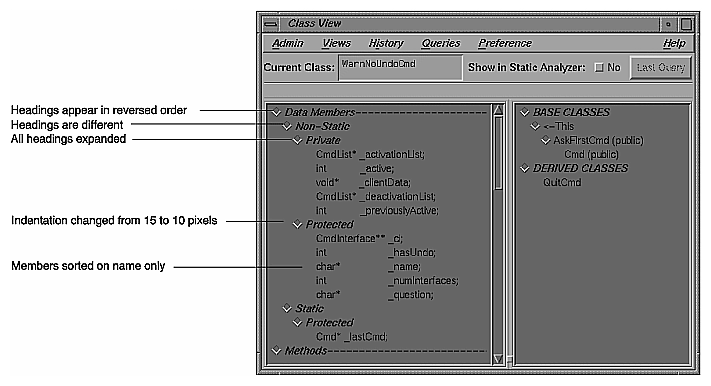 Class View
Admin Views History Queries Preference Help
Current Class: WarnNoUndoCmd Show in Static Analyzer: No Last Query
Headings appear in reversed order
Headings are different
All headings expanded
Indentation changed from 15 to 10 pixels
Members sorted on name only
Data Members
Non-Static
Private
CmdList* _activationList;
int _active;
void* _clientData;
CmdList* _deactivationList;
int _previouslyActive;
Protected
CmdInterface** _ci;
int _hasUndo;
char* _name;
int _numInterfaces;
char* _question;
Static
Protected
Cmd* _lastCmd;
Methods
BASE CLASSES
<-This
AskFirstCmd (public)
Cmd (public)
DERIVED CLASSES
QuitCmd